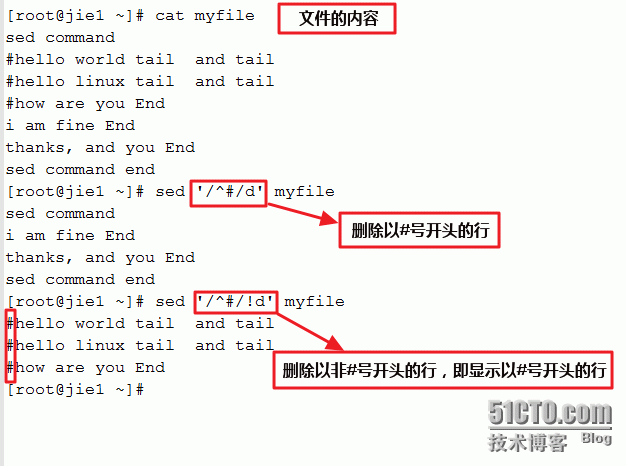 [root@jie1 ~]# cat myfile 文件的内容
sed command
#hello world tail  and tail
#hello linux tail  and tail
#how are you End
i am fine End
thanks, and you End
sed command end
[root@jie1 ~]# sed '/^#/d' myfile
sed command
i am fine End
删除以#号开头的行
thanks, and you End
sed command end
[root@jie1 ~]# sed '/^#/!d' myfile
#hello world tail  and tail
#hello linux tail  and tail
#how are you End
删除以非#号开头的行，即显示以#号开头的行
[root@jie1 ~]#
51CTO.com
技术博客 Blog